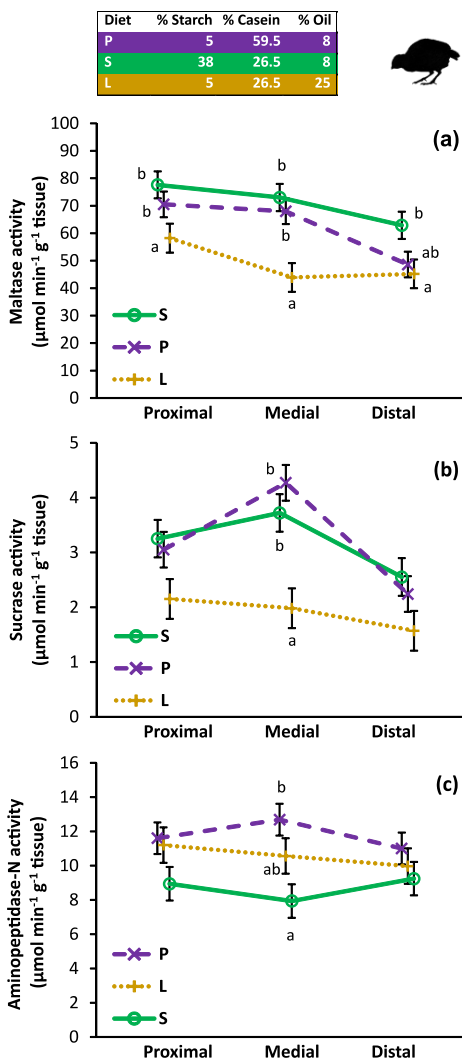 Diet % Starch % Casein % Oil
P 5 59.5 8
S 38 26.5 8
L 5 26.5 25
(a)
Maltase activity
(µmol min⁻¹ g⁻¹ tissue)
100
90
80
70
60
50
40
30
20
10
0
b
b
b
b
b
ab
a
a
a
S
P
L
Proximal Medial Distal
(b)
Sucrase activity
(µmol min⁻¹ g⁻¹ tissue)
5
4
3
2
1
0
b
b
a
S
P
L
Proximal Medial Distal
(c)
Aminopeptidase-N activity
(µmol min⁻¹ g⁻¹ tissue)
16
14
12
10
8
6
4
2
0
b
ab
a
P
L
S
Proximal Medial Distal